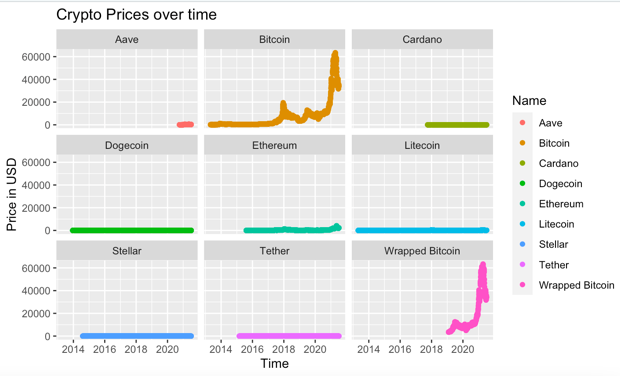 Crypto Prices over time
Aave Bitcoin Cardano
60000
40000
20000
0
Dogecoin Ethereum Litecoin
60000
40000
20000
0
Stellar Tether Wrapped Bitcoin
60000
40000
20000
0
2014 2016 2018 2020 2014 2016 2018 2020 2014 2016 2018 2020
Time
Price in USD
Name
Aave
Bitcoin
Cardano
Dogecoin
Ethereum
Litecoin
Stellar
Tether
Wrapped Bitcoin